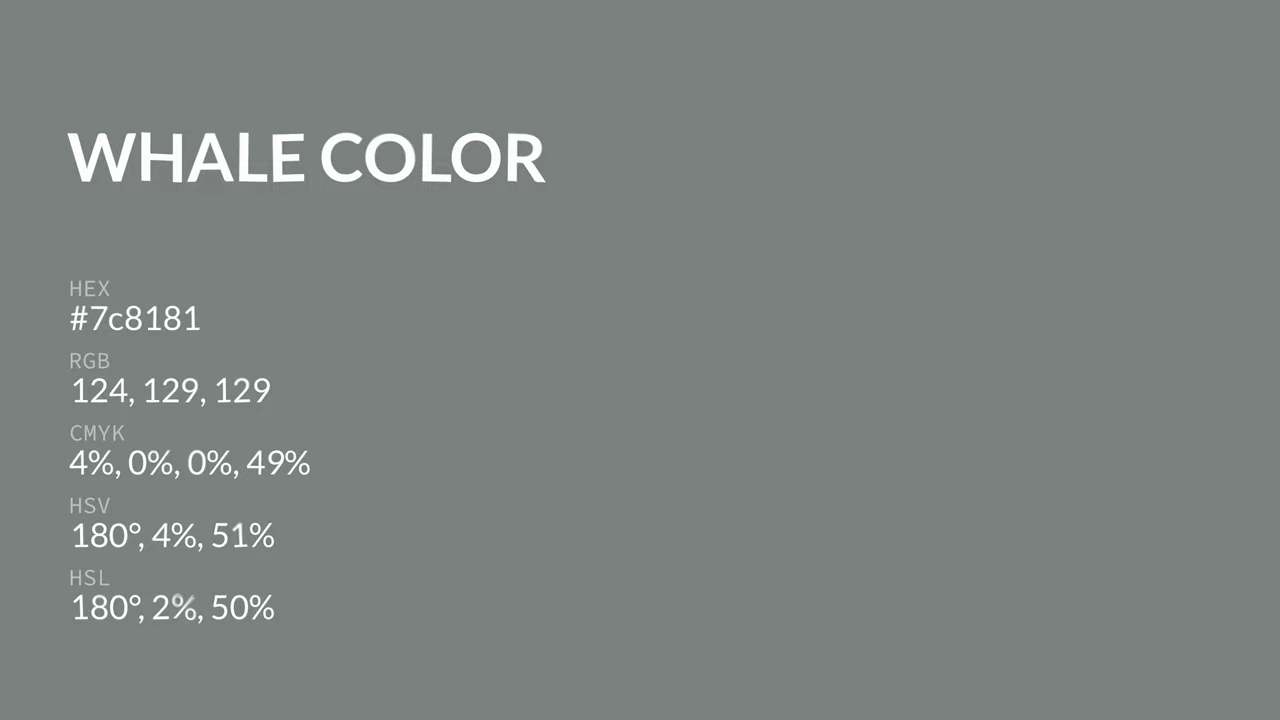 WHALE COLOR
HEX
#7c8181
RGB
124, 129, 129
CMYK
4%, 0%, 0%, 49%
HSV
180°, 4%, 51%
HSL
180°, 2%, 50%